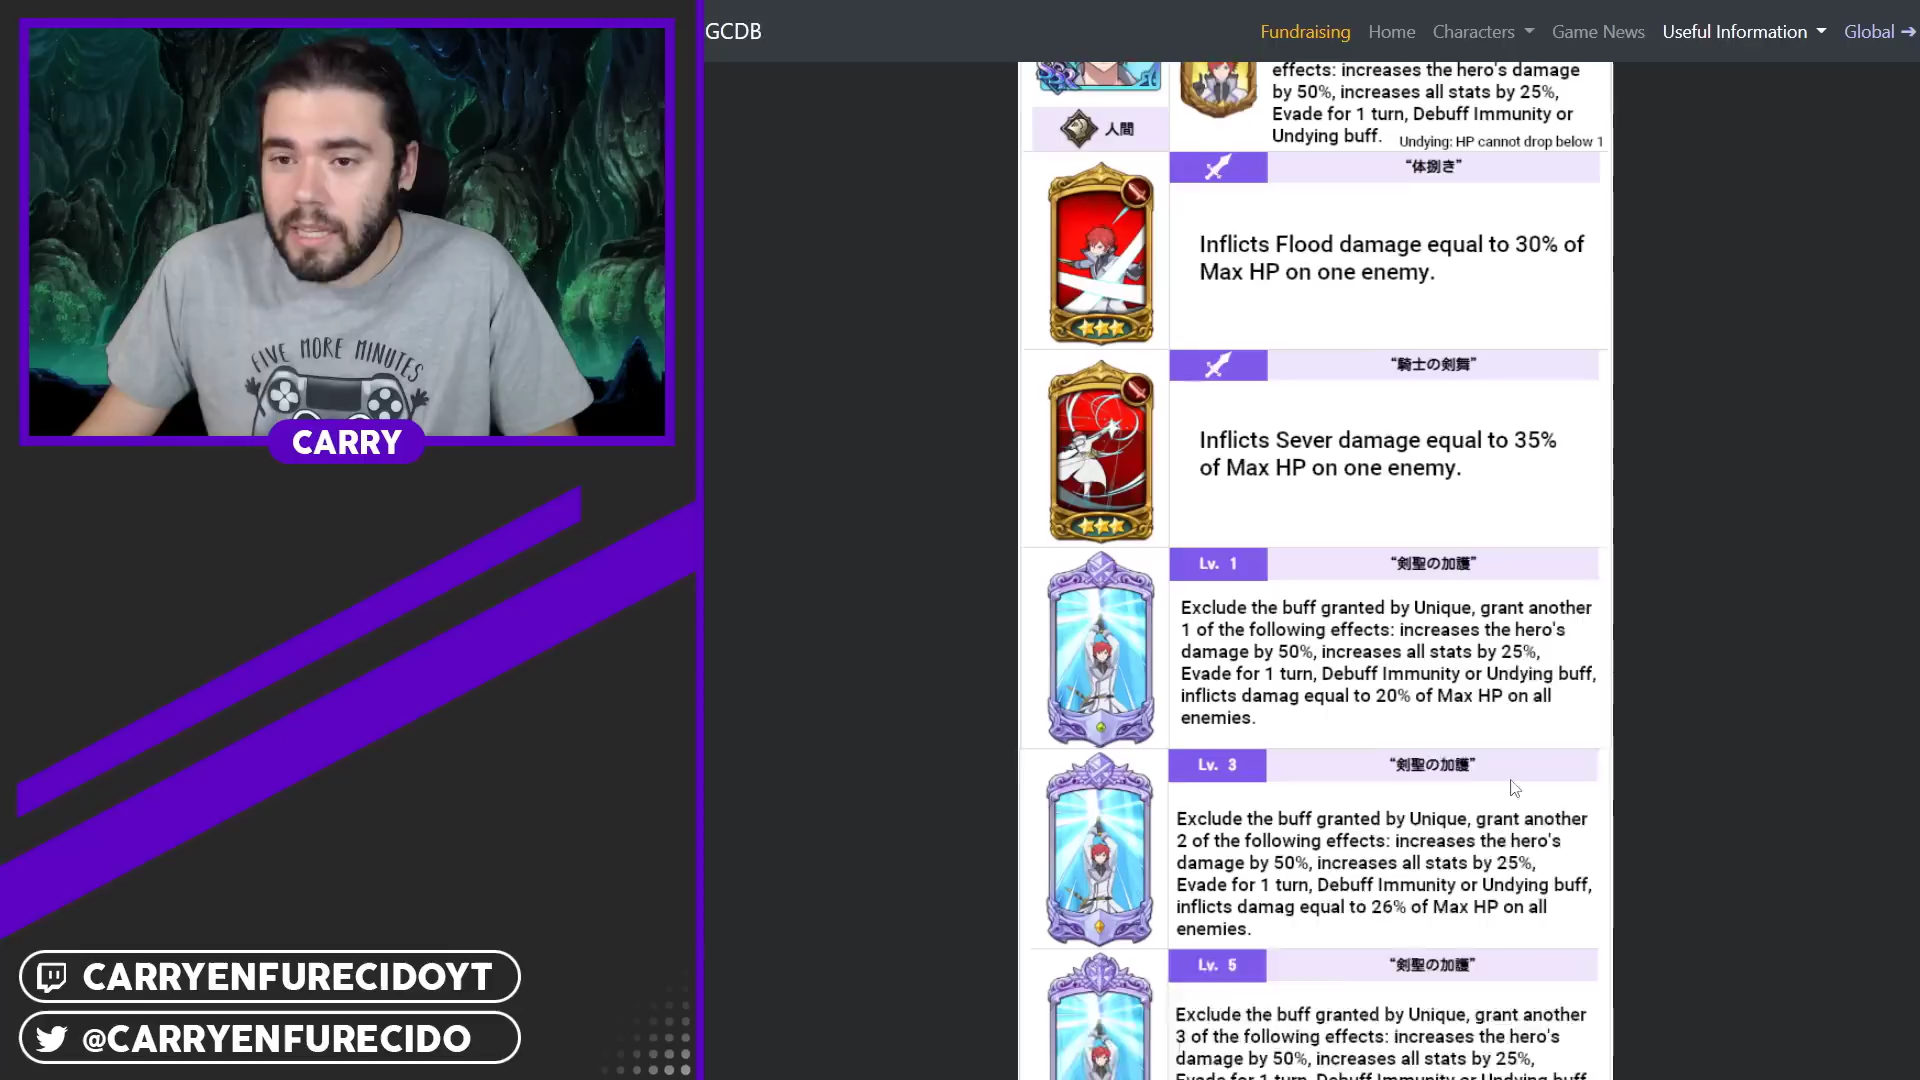 GCDB
Fundraising Home Characters Game News Useful Information Global
FIVE MORE MINUTES
CARRY
CARRYENFURECIDOYT
@CARRYENFURECIDO
effects: increases the hero's damage
by 50%, increases all stats by 25%,
Evade for 1 turn, Debuff Immunity or
Undying buff. Undying: HP cannot drop below 1
人間
“体捌き”
Inflicts Flood damage equal to 30% of
Max HP on one enemy.
“騎士の剣舞”
Inflicts Sever damage equal to 35%
of Max HP on one enemy.
Lv. 1 “剣聖の加護”
Exclude the buff granted by Unique, grant another
1 of the following effects: increases the hero's
damage by 50%, increases all stats by 25%,
Evade for 1 turn, Debuff Immunity or Undying buff,
inflicts damag equal to 20% of Max HP on all
enemies.
Lv. 3 “剣聖の加護”
Exclude the buff granted by Unique, grant another
2 of the following effects: increases the hero's
damage by 50%, increases all stats by 25%,
Evade for 1 turn, Debuff Immunity or Undying buff,
inflicts damag equal to 26% of Max HP on all
enemies.
Lv. 5 “剣聖の加護”
Exclude the buff granted by Unique, grant another
3 of the following effects: increases the hero's
damage by 50%, increases all stats by 25%,
Evade for 1 turn, Debuff Immunity or Undying buff